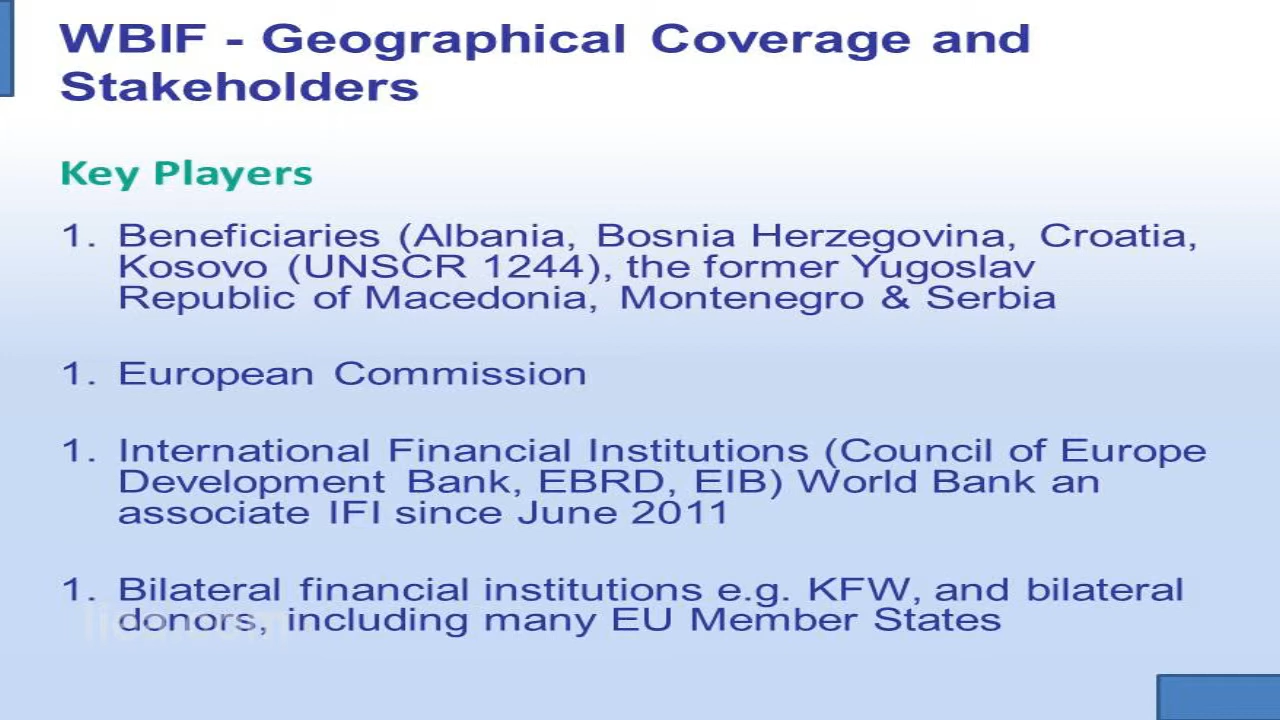 WBIF - Geographical Coverage and
Stakeholders
Key Players
1. Beneficiaries (Albania, Bosnia Herzegovina, Croatia,
Kosovo (UNSCR 1244), the former Yugoslav
Republic of Macedonia, Montenegro & Serbia
1. European Commission
1. International Financial Institutions (Council of Europe
Development Bank, EBRD, EIB) World Bank an
associate IFI since June 2011
1. Bilateral financial institutions e.g. KFW, and bilateral
donors, including many EU Member States